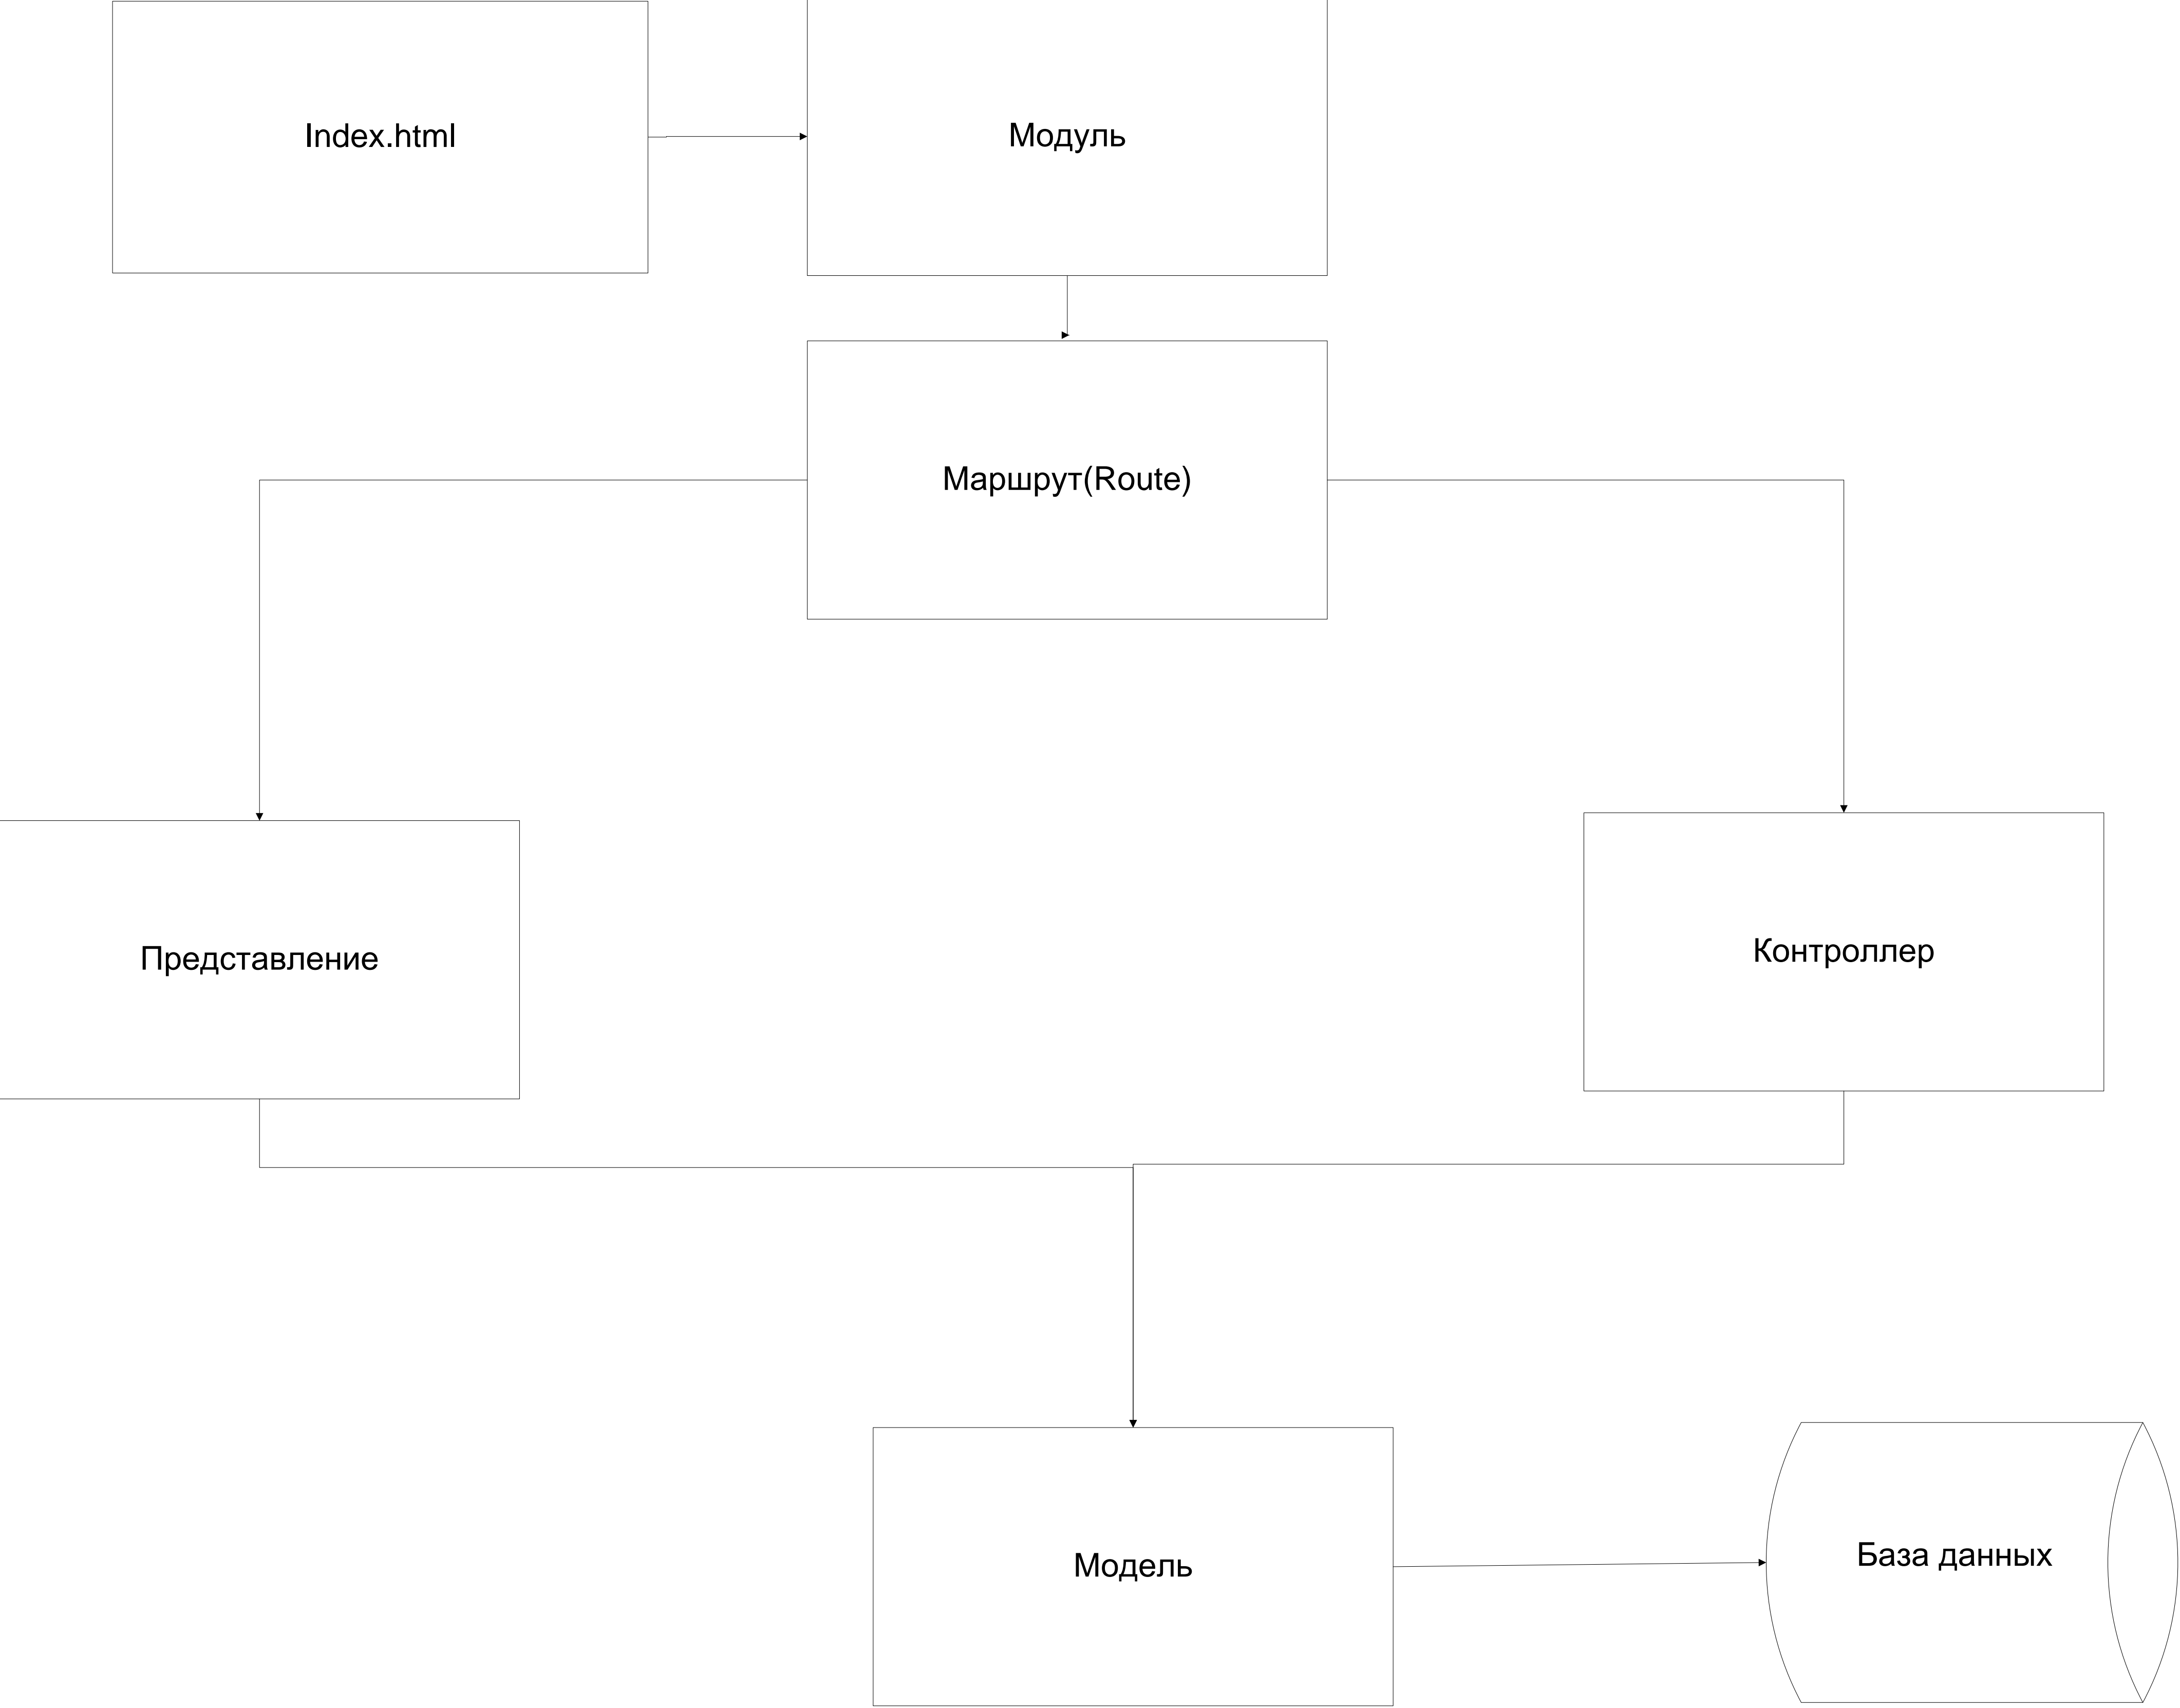 Index.html
Модуль
Маршрут(Route)
Представление
Контроллер
Модель
База данных